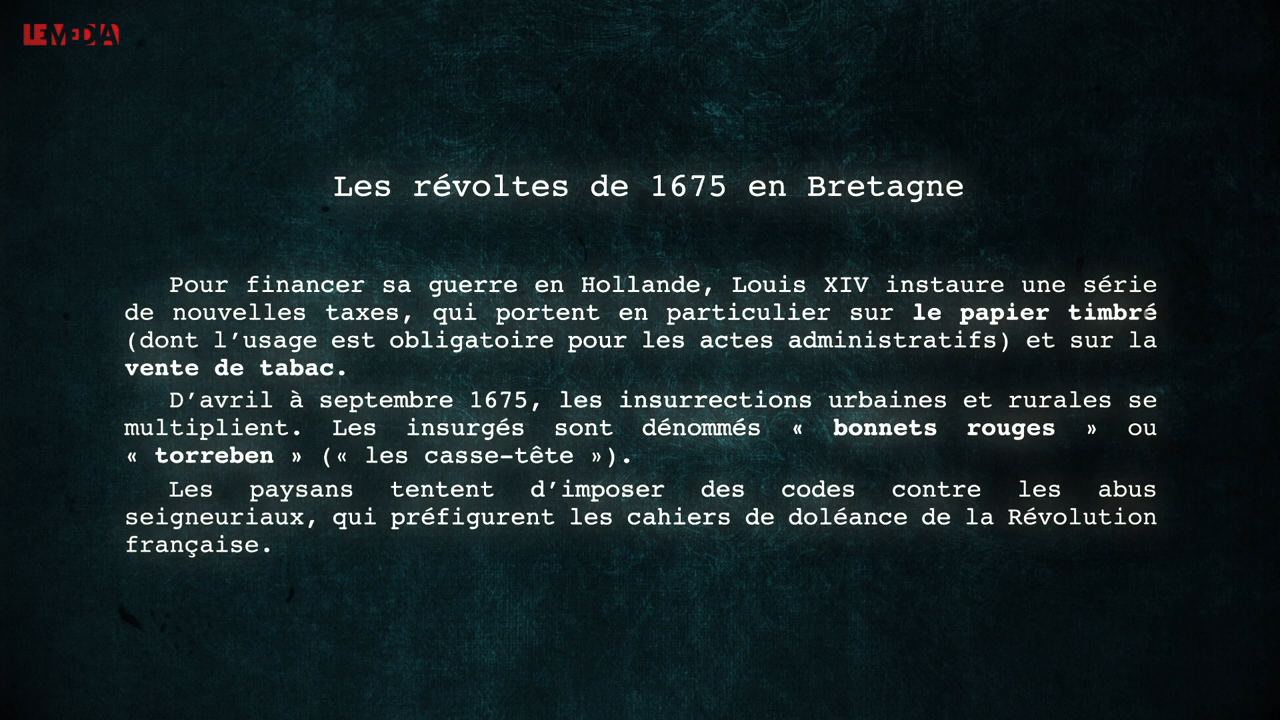 LEMEDIA
Les révoltes de 1675 en Bretagne
Pour financer sa guerre en Hollande, Louis XIV instaure une série
de nouvelles taxes, qui portent en particulier sur le papier timbré
(dont l’usage est obligatoire pour les actes administratifs) et sur la
vente de tabac.
D’avril à septembre 1675, les insurrections urbaines et rurales se
multiplient. Les insurgés sont dénommés « bonnets rouges » ou
« torreben » (« les casse-tête »).
Les paysans tentent d’imposer des codes contre les abus
seigneuriaux, qui préfigurent les cahiers de doléance de la Révolution
française.